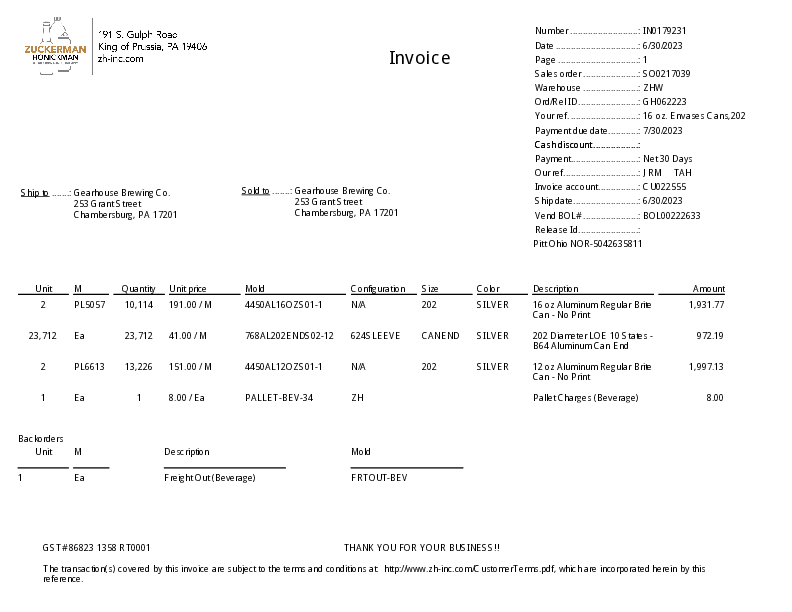 ZUCKERMAN
HONICKMAN
191 S. Gulph Road
King of Prussia, PA 19406
zh-inc.com
Invoice
Number..........................: IN0179231
Date ..............................: 6/30/2023
Page ..............................: 1
Sales order.....................: SO0217039
Warehouse ....................: ZHW
Ord/Rel ID......................: GH062223
Your ref..........................: 16 oz. Envases Cans,202
Payment due date...........: 7/30/2023
Cash discount.................:
Payment.........................: Net 30 Days
Our ref...........................: JRM TAH
Invoice account..............: CU022555
Ship date.......................: 6/30/2023
Vend BOL#.....................: BOL00222633
Release Id.......................:
Pitt Ohio NOR-5042635811
Ship to .......: Gearhouse Brewing Co.
253 Grant Street
Chambersburg, PA 17201
Sold to .......: Gearhouse Brewing Co.
253 Grant Street
Chambersburg, PA 17201
Unit M Quantity Unit price Mold Configuration Size Color Description Amount
2 PL5057 10,114 191.00 / M 4450AL16OZS01-1 N/A 202 SILVER 16 oz Aluminum Regular Brite 1,931.77
Can - No Print
23,712 Ea 23,712 41.00 / M 768AL202ENDS02-12 624SLEEVE CANEND SILVER 202 Diameter LOE 10 States - 972.19
B64 Aluminum Can End
2 PL6613 13,226 151.00 / M 4450AL12OZS01-1 N/A 202 SILVER 12 oz Aluminum Regular Brite 1,997.13
Can - No Print
1 Ea 1 8.00 / Ea PALLET-BEV-34 ZH Pallet Charges (Beverage) 8.00
Backorders
Unit M Description Mold
1 Ea Freight Out (Beverage) FRTOUT-BEV
GST # 86823 1358 RT0001 THANK YOU FOR YOUR BUSINESS!!
The transaction(s) covered by this invoice are subject to the terms and conditions at: http://www.zh-inc.com/CustomerTerms.pdf, which are incorporated herein by this
reference.